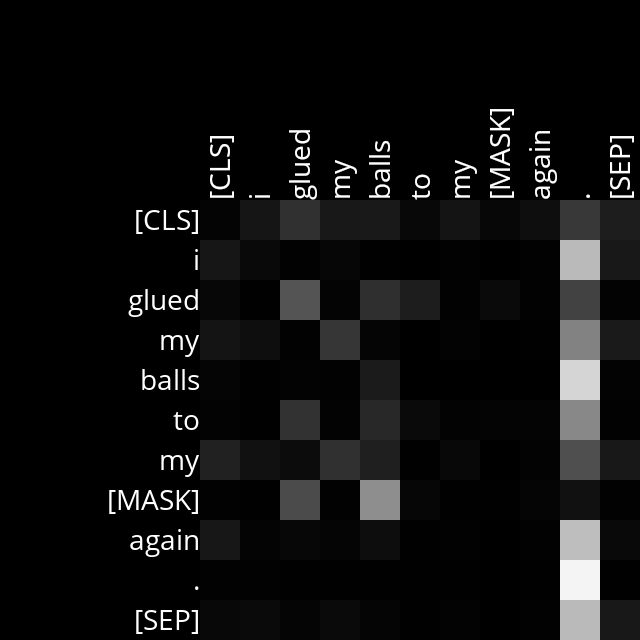 [CLS] i glued my balls to my [MASK] again . [SEP]
[CLS]
i
glued
my
balls
to
my
[MASK]
again
.
[SEP]